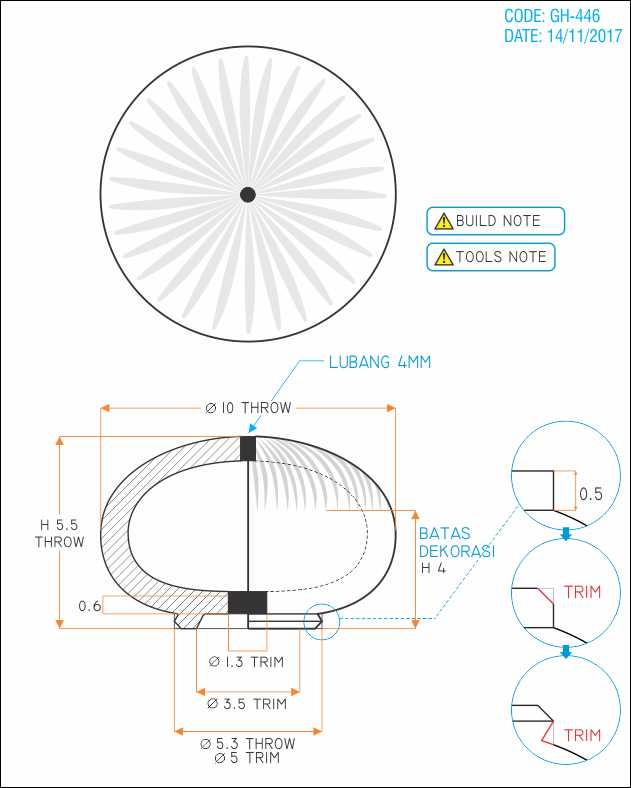 CODE: GH-446
DATE: 14/11/2017
BUILD NOTE
TOOLS NOTE
LUBANG 4MM
Ø 10 THROW
H 5.5
THROW
BATAS
DEKORASI
H 4
0.5
0.6
TRIM
Ø 1.3 TRIM
Ø 3.5 TRIM
Ø 5.3 THROW
Ø 5 TRIM
TRIM